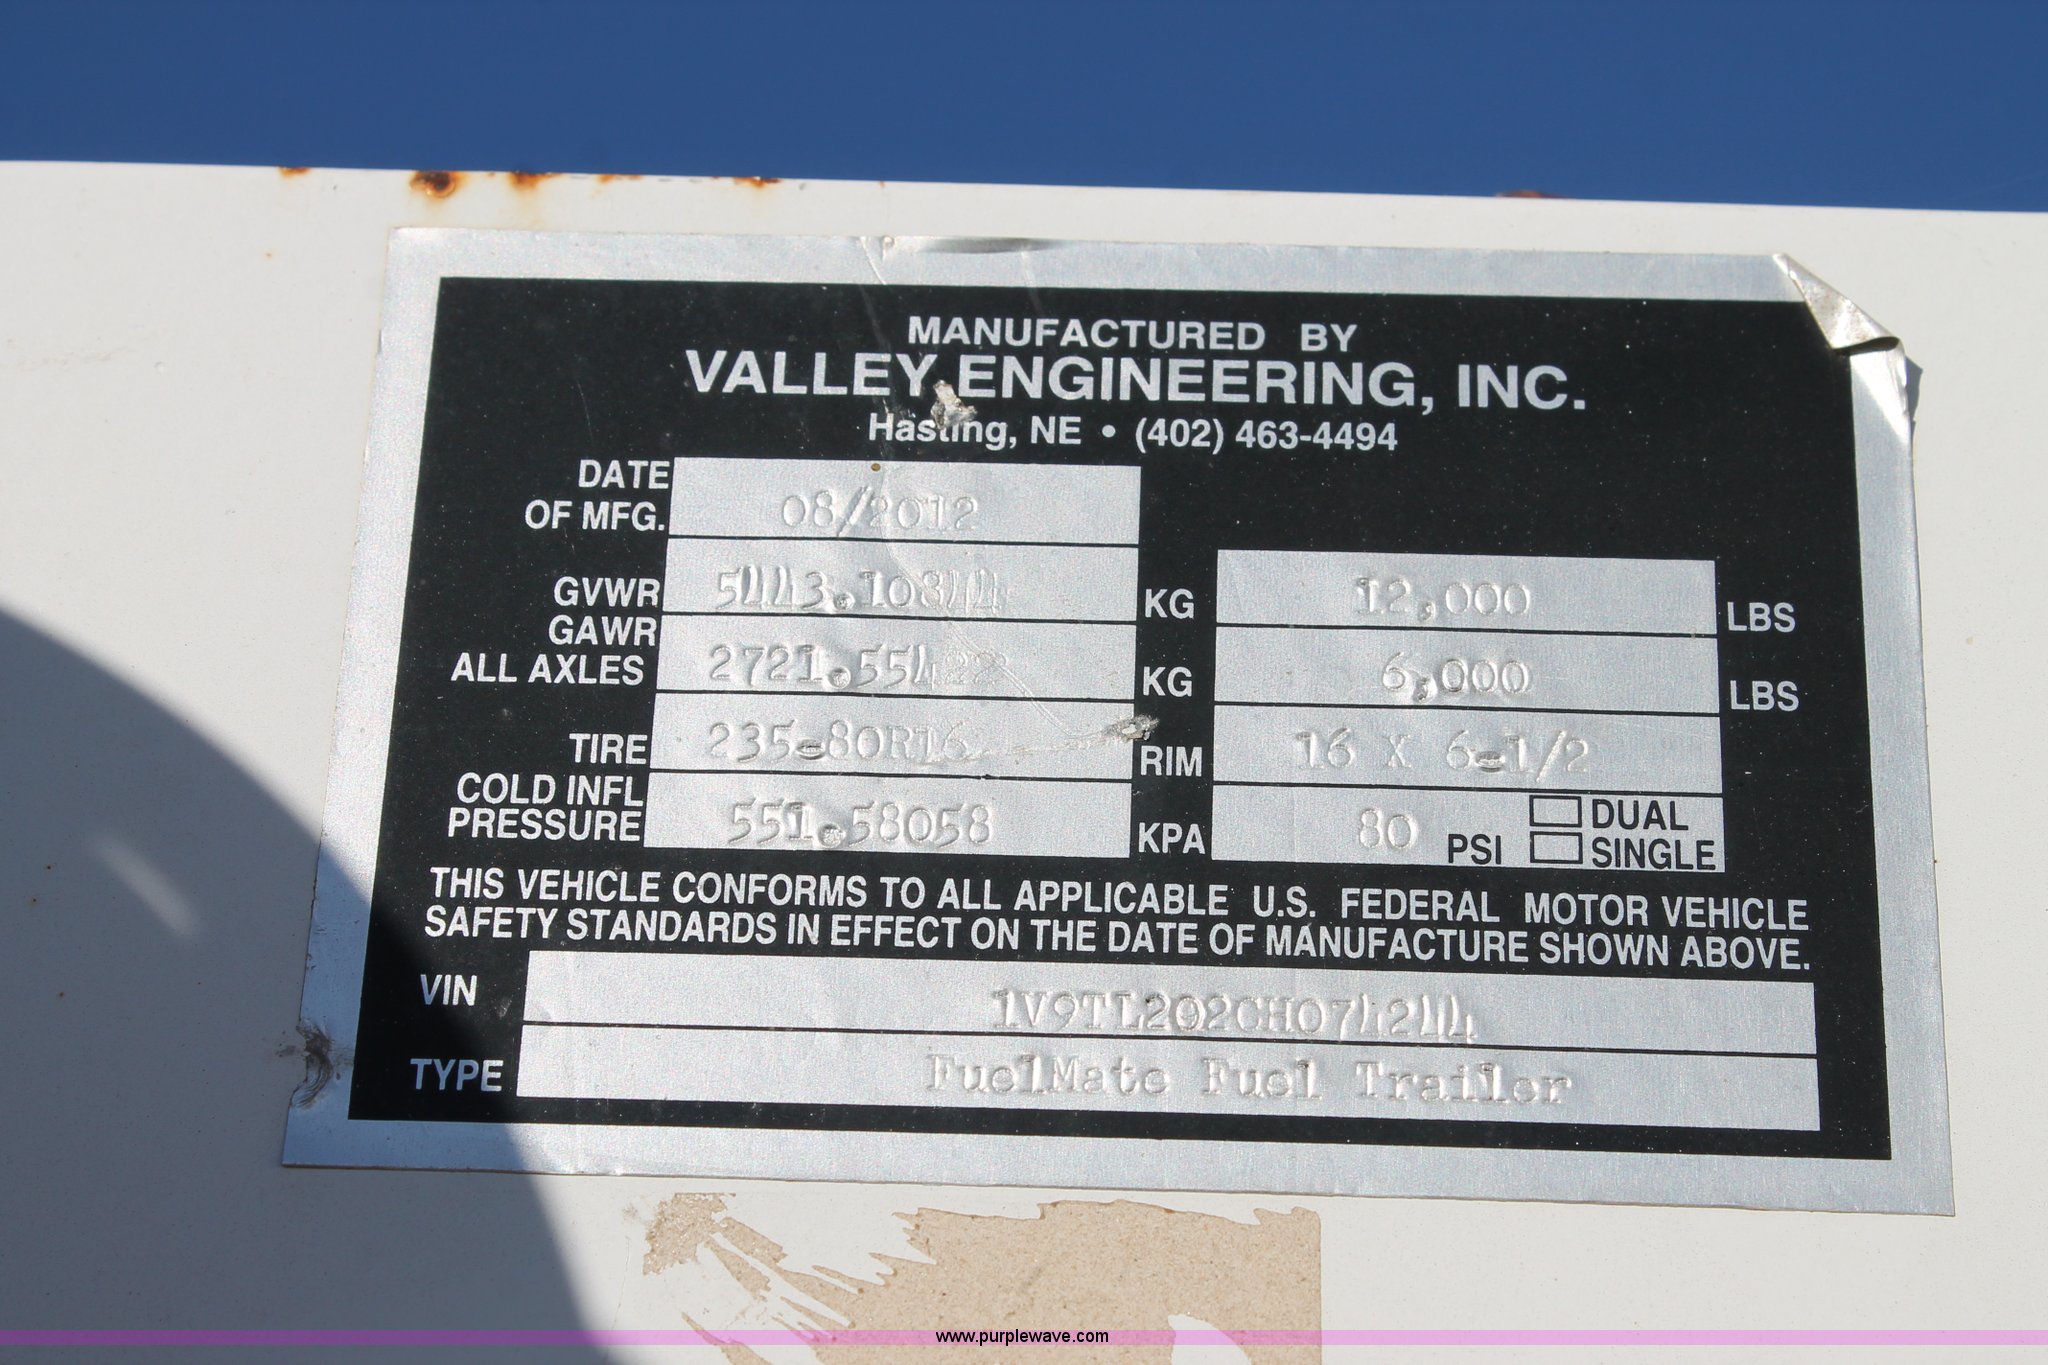 MANUFACTURED BY
VALLEY ENGINEERING, INC.
Hasting, NE • (402) 463-4494
DATE
OF MFG. 08/2012
GVWR 5443.10844 KG 12,000 LBS
GAWR
ALL AXLES 2721.55422 KG 6,000 LBS
TIRE 235-80R16 RIM 16 X 6-1/2
COLD INFL
PRESSURE 551.58058 KPA 80 PSI DUAL
SINGLE
THIS VEHICLE CONFORMS TO ALL APPLICABLE U.S. FEDERAL MOTOR VEHICLE
SAFETY STANDARDS IN EFFECT ON THE DATE OF MANUFACTURE SHOWN ABOVE.
VIN 1V9TL202CH074244
TYPE FuelMate Fuel Trailer
www.purplewave.com